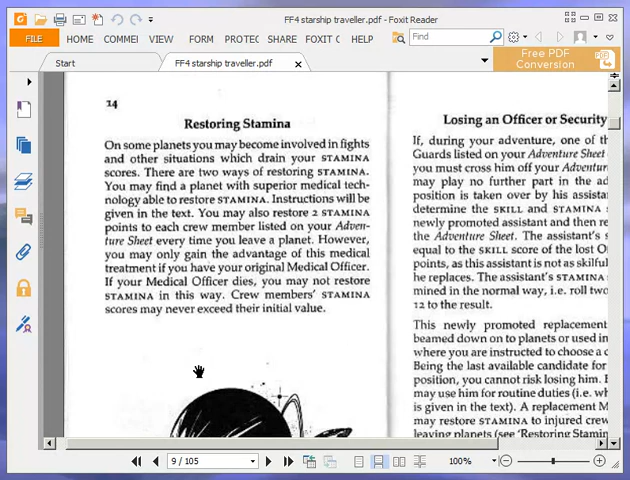 FF4 starship traveller.pdf - Foxit Reader
FILE HOME COMMEI VIEW FORM PROTEC SHARE FOXIT C HELP Find
Start FF4 starship traveller.pdf Free PDF
Conversion
14
Restoring Stamina
On some planets you may become involved in fights
and other situations which drain your STAMINA
scores. There are two ways of restoring STAMINA.
You may find a planet with superior medical tech-
nology able to restore STAMINA. Instructions will be
given in the text. You may also restore 2 STAMINA
points to each crew member listed on your Adven-
ture Sheet every time you leave a planet. However,
you may only gain the advantage of this medical
treatment if you have your original Medical Officer.
If your Medical Officer dies, you may not restore
STAMINA in this way. Crew members' STAMINA
scores may never exceed their initial value.
Losing an Officer or Security
If, during your adventure, one of th
Guards listed on your Adventure Sheet
you must cross him off your Adventur
may play no further part in the ad
position is taken over by his assista
determine the SKILL and STAMINA s
newly promoted assistant and then re
the Adventure Sheet. The assistant's s
equal to the SKILL score of the lost O
points, as this assistant is not as skilfu
he replaces. The assistant's STAMINA
mined in the normal way, i.e. roll two
12 to the result.
This newly promoted replacement
beamed down on to planets or used in
where you are instructed to choose a c
Being the last available candidate for
position, you cannot risk losing him. I
may use him for routine duties (i.e. wh
is given in the text). A replacement M
may restore STAMINA to injured crew
leaving planets (see 'Restoring Stamin
9 / 105 100%